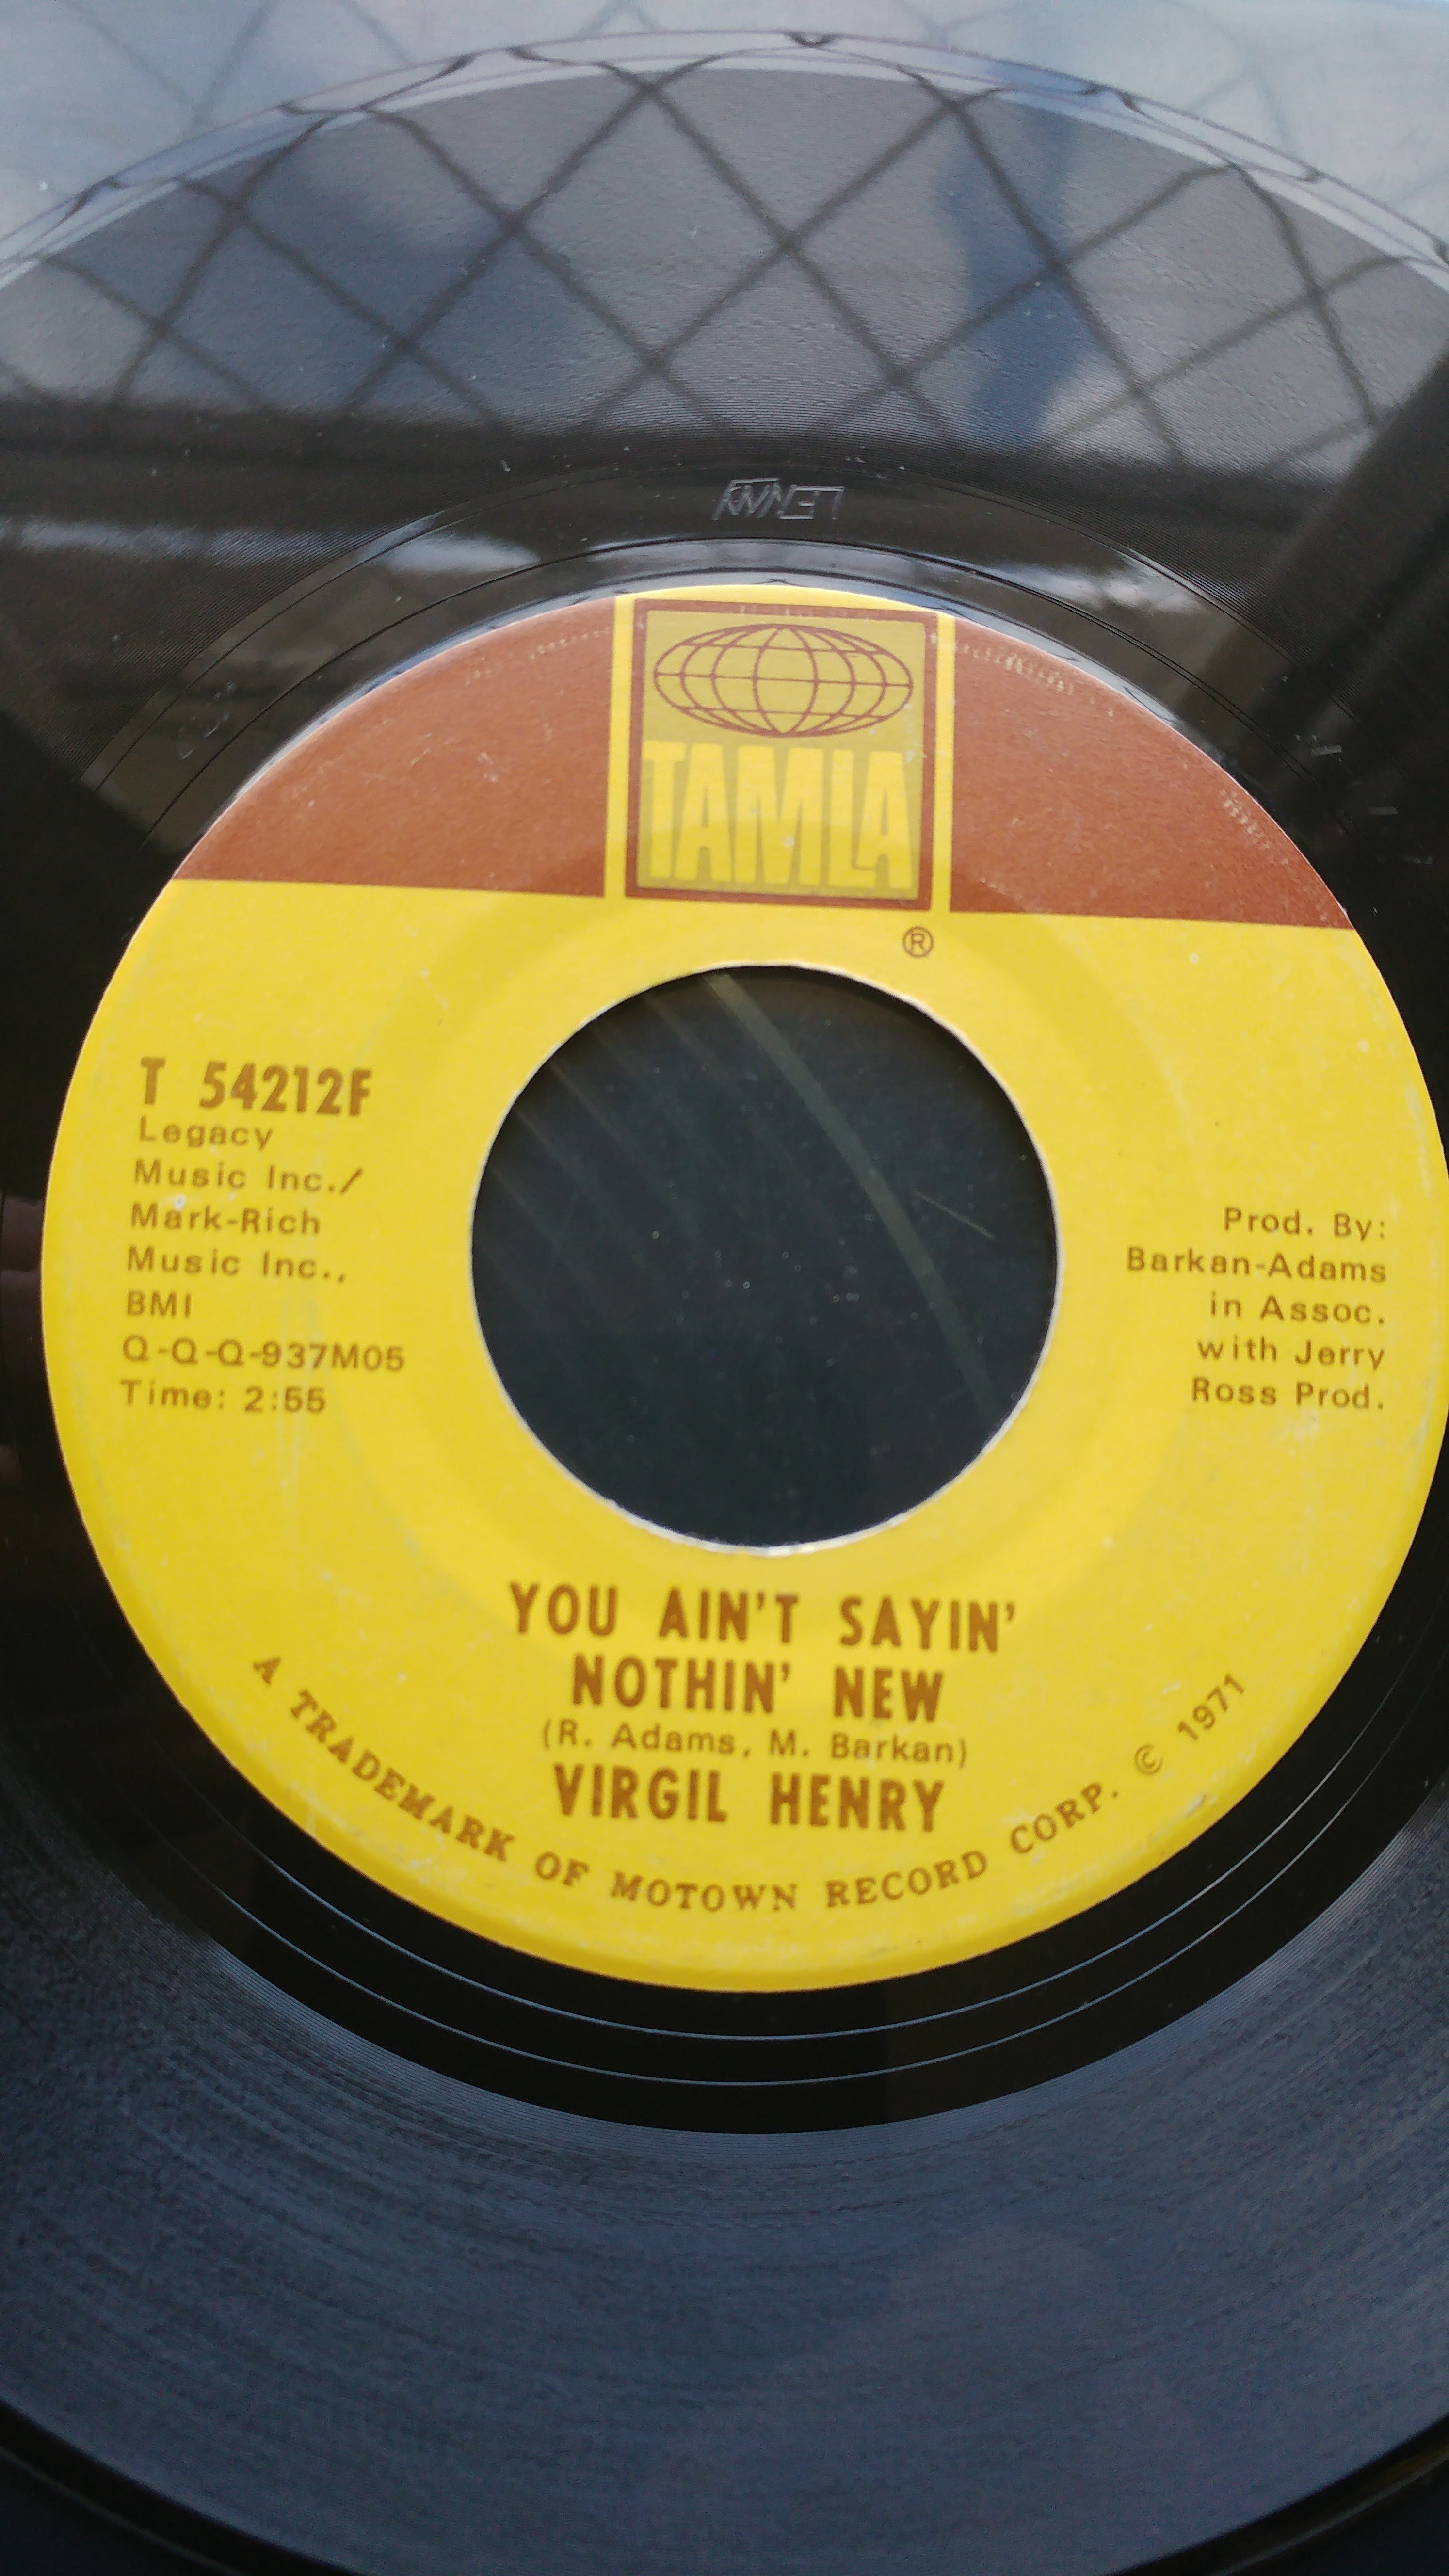 LENNY
TAMLA
®
T 54212F
Legacy
Music Inc./
Mark-Rich
Music Inc.,
BMI
Q-Q-Q-937M05
Time: 2:55
Prod. By:
Barkan-Adams
in Assoc.
with Jerry
Ross Prod.
YOU AIN'T SAYIN'
NOTHIN' NEW
(R. Adams, M. Barkan)
VIRGIL HENRY
A TRADEMARK OF MOTOWN RECORD CORP. © 1971